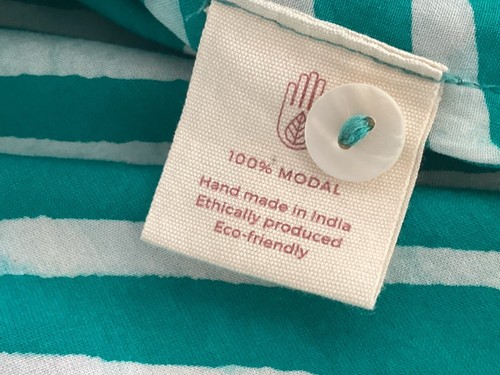 100% MODAL
Hand made in India
Ethically produced
Eco-friendly